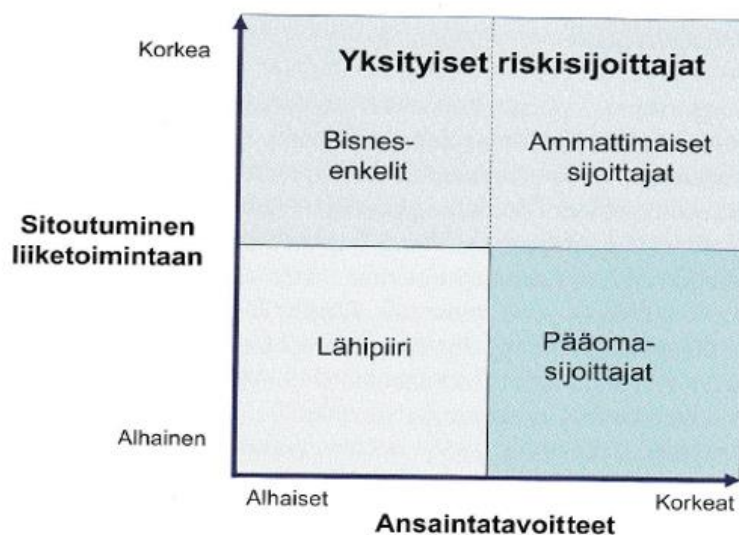 Korkea
Yksityiset riskisijoittajat
Bisnes-
enkelit
Ammattimaiset
sijoittajat
Sitoutuminen
liiketoimintaan
Lähipiiri
Pääoma-
sijoittajat
Alhainen
Alhaiset
Korkeat
Ansaintatavoitteet